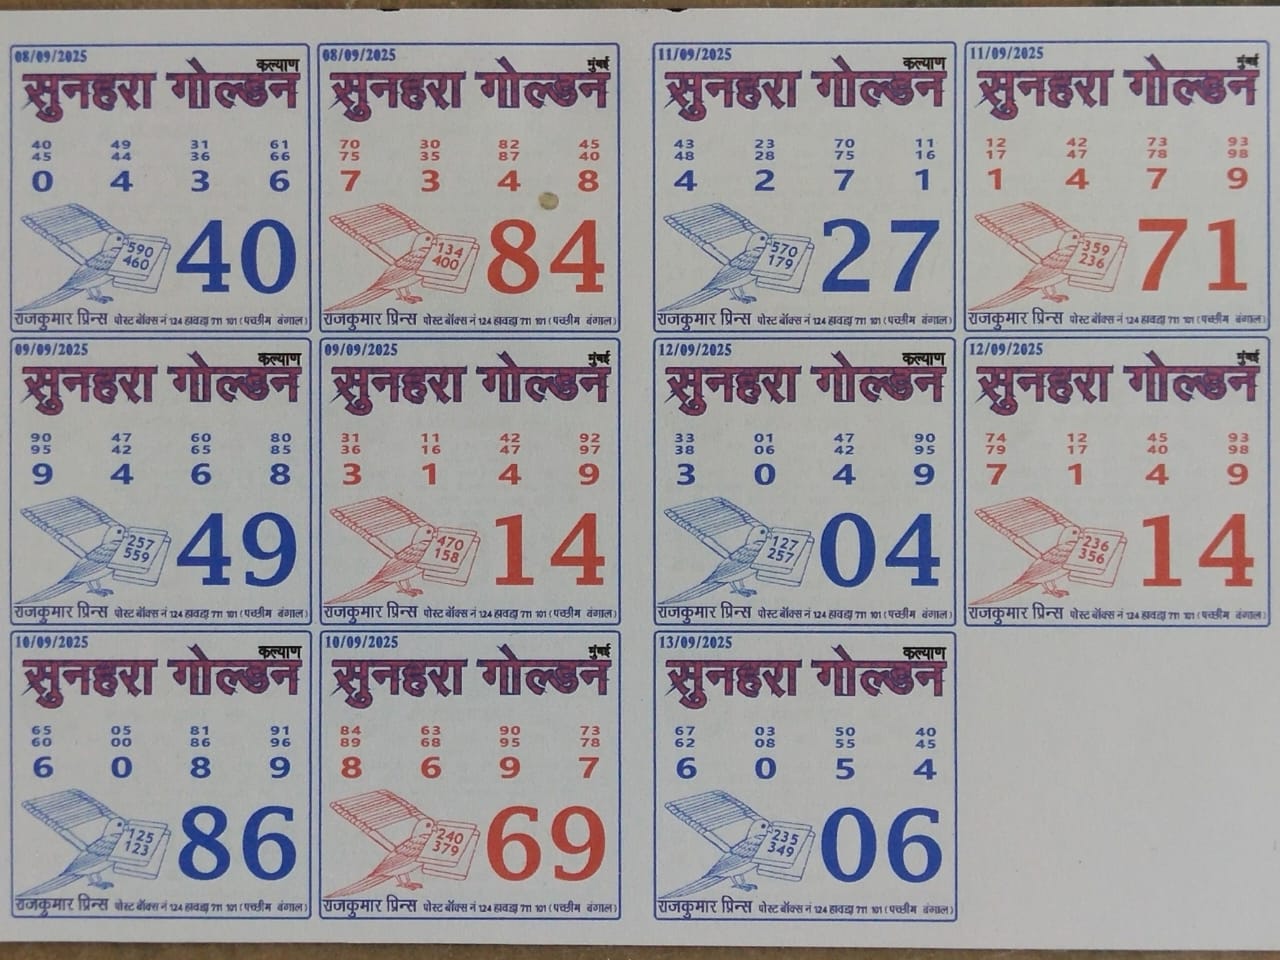 08/09/2025
कल्याण
सुनहरा गोल्डन
40 49 31 61
45 44 36 66
0 4 3 6
590
460
40
राजकुमार प्रिन्स पोस्ट बॉक्स नं 124 हावडा 711 101 (पच्छीम बंगाल)
08/09/2025
मुंबई
सुनहरा गोल्डन
70 30 82 45
75 35 87 40
7 3 4 8
134
400
84
राजकुमार प्रिन्स पोस्ट बॉक्स नं 124 हावडा 711 101 (पच्छीम बंगाल)
11/09/2025
कल्याण
सुनहरा गोल्डन
43 23 70 11
48 28 75 16
4 2 7 1
570
179
27
राजकुमार प्रिन्स पोस्ट बॉक्स नं 124 हावडा 711 101 (पच्छीम बंगाल)
11/09/2025
मुंबई
सुनहरा गोल्डन
12 42 73 93
17 47 78 98
1 4 7 9
359
236
71
राजकुमार प्रिन्स पोस्ट बॉक्स नं 124 हावडा 711 101 (पच्छीम बंगाल)
09/09/2025
कल्याण
सुनहरा गोल्डन
90 47 60 80
95 42 65 85
9 4 6 8
257
559
49
राजकुमार प्रिन्स पोस्ट बॉक्स नं 124 हावडा 711 101 (पच्छीम बंगाल)
09/09/2025
मुंबई
सुनहरा गोल्डन
31 11 42 92
36 16 47 97
3 1 4 9
470
158
14
राजकुमार प्रिन्स पोस्ट बॉक्स नं 124 हावडा 711 101 (पच्छीम बंगाल)
12/09/2025
कल्याण
सुनहरा गोल्डन
33 01 47 90
38 06 42 95
3 0 4 9
127
257
04
राजकुमार प्रिन्स पोस्ट बॉक्स नं 124 हावडा 711 101 (पच्छीम बंगाल)
12/09/2025
मुंबई
सुनहरा गोल्डन
74 12 45 93
79 17 40 98
7 1 4 9
236
356
14
राजकुमार प्रिन्स पोस्ट बॉक्स नं 124 हावडा 711 101 (पच्छीम बंगाल)
10/09/2025
कल्याण
सुनहरा गोल्डन
65 05 81 91
60 00 86 96
6 0 8 9
125
123
86
राजकुमार प्रिन्स पोस्ट बॉक्स नं 124 हावडा 711 101 (पच्छीम बंगाल)
10/09/2025
मुंबई
सुनहरा गोल्डन
84 63 90 73
89 68 95 78
8 6 9 7
240
379
69
राजकुमार प्रिन्स पोस्ट बॉक्स नं 124 हावडा 711 101 (पच्छीम बंगाल)
13/09/2025
कल्याण
सुनहरा गोल्डन
67 03 50 40
62 08 55 45
6 0 5 4
235
349
06
राजकुमार प्रिन्स पोस्ट बॉक्स नं 124 हावडा 711 101 (पच्छीम बंगाल)